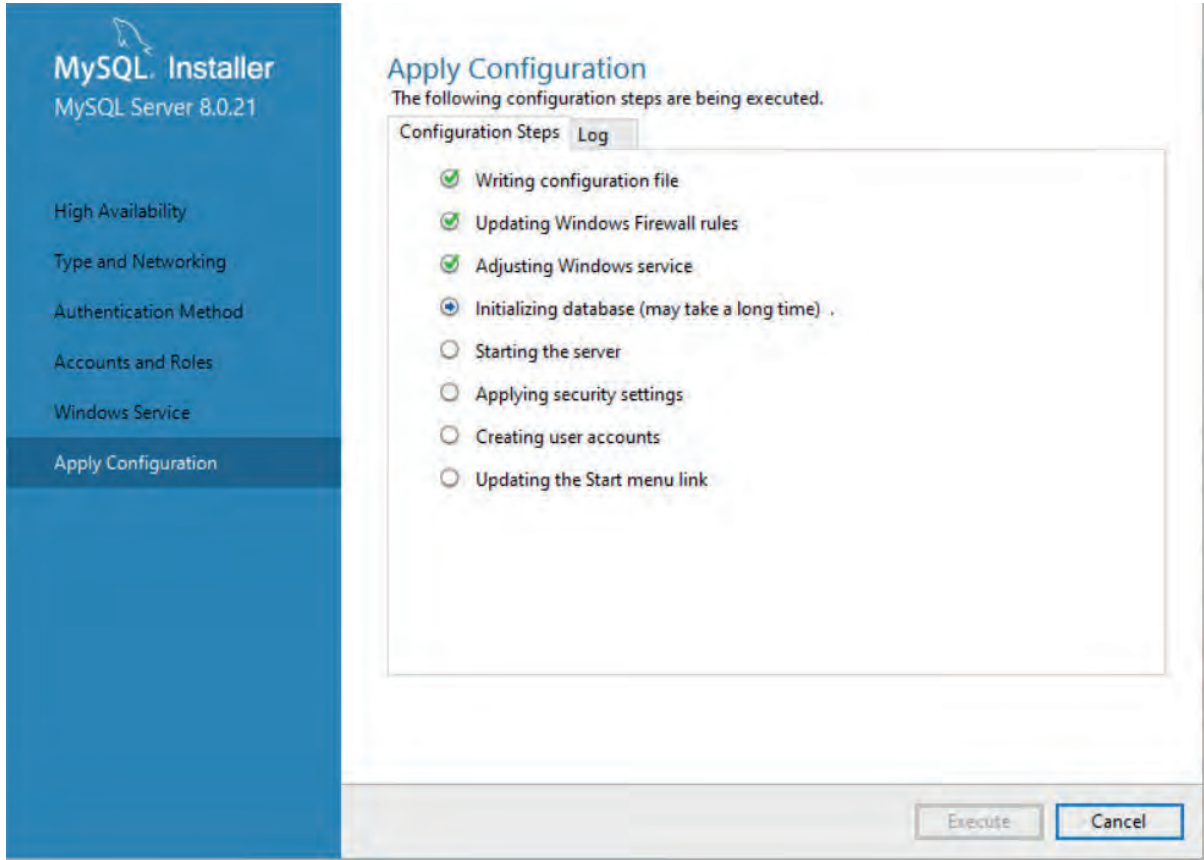 MySQL. Installer
MySQL Server 8.0.21
High Availability
Type and Networking
Authentication Method
Accounts and Roles
Windows Service
Apply Configuration
Apply Configuration
The following configuration steps are being executed.
Configuration Steps Log
Writing configuration file
Updating Windows Firewall rules
Adjusting Windows service
Initializing database (may take a long time) .
Starting the server
Applying security settings
Creating user accounts
Updating the Start menu link
Execute Cancel